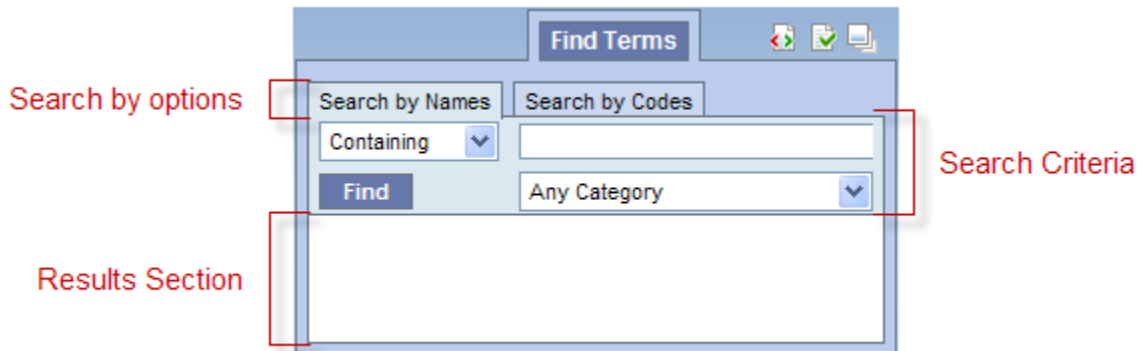 Find Terms
Search by options
Search by Names
Search by Codes
Containing
Search Criteria
Find
Any Category
Results Section